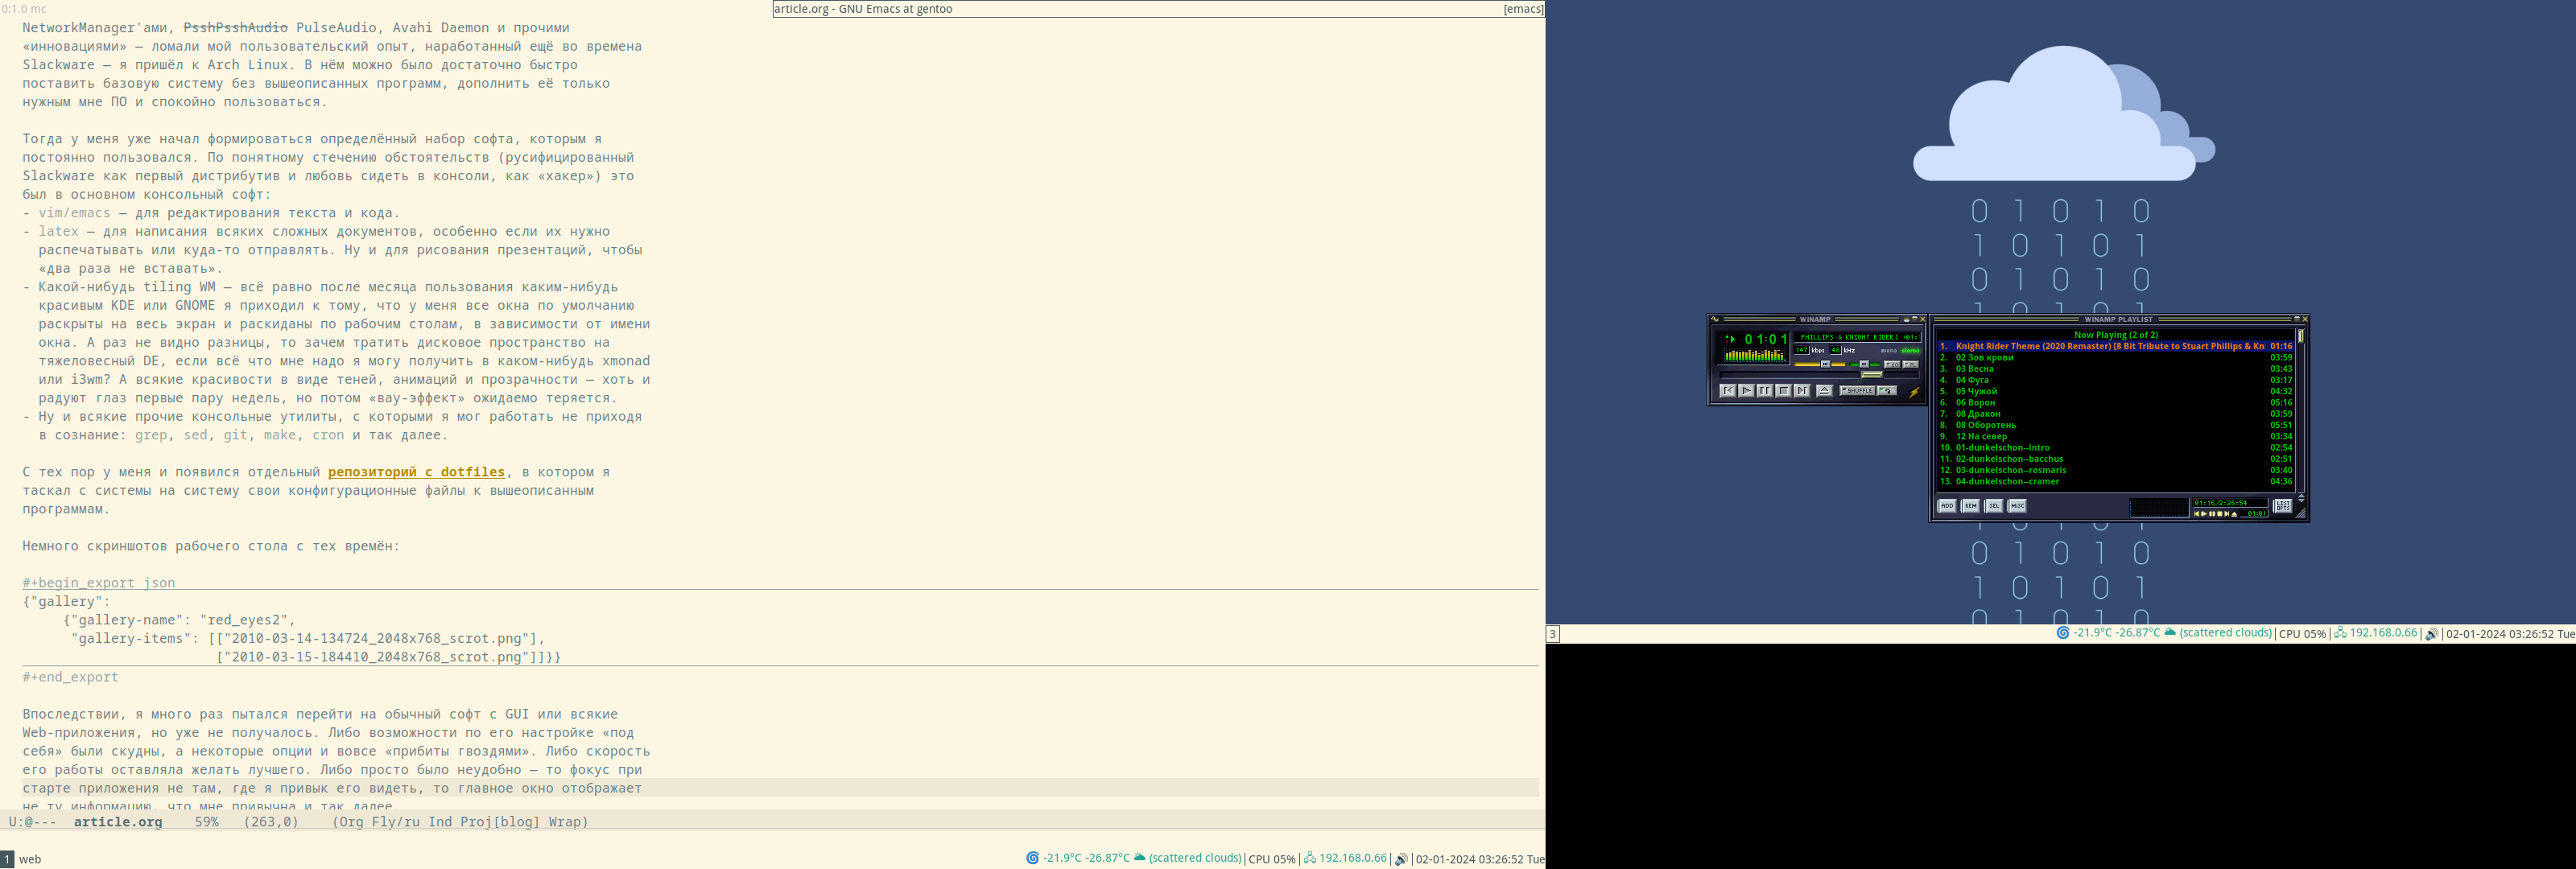 0:1.0 mc
article.org - GNU Emacs at gentoo
[emacs]
NetworkManager'ами, PsshPsshAudio PulseAudio, Avahi Daemon и прочими
«инновациями» — ломали мой пользовательский опыт, наработанный ещё во времена
Slackware — я пришёл к Arch Linux. В нём можно было достаточно быстро
поставить базовую систему без вышеописанных программ, дополнить её только
нужным мне ПО и спокойно пользоваться.
Тогда у меня уже начал формироваться определённый набор софта, которым я
постоянно пользовался. По понятному стечению обстоятельств (русифицированный
Slackware как первый дистрибутив и любовь сидеть в консоли, как «хакер») это
был в основном консольный софт:
- vim/emacs — для редактирования текста и кода.
- latex — для написания всяких сложных документов, особенно если их нужно
распечатывать или куда-то отправлять. Ну и для рисования презентаций, чтобы
«два раза не вставать».
- Какой-нибудь tiling WM — всё равно после месяца пользования каким-нибудь
красивым KDE или GNOME я приходил к тому, что у меня все окна по умолчанию
раскрыты на весь экран и раскиданы по рабочим столам, в зависимости от имени
окна. А раз не видно разницы, то зачем тратить дисковое пространство на
тяжеловесный DE, если всё что мне надо я могу получить в каком-нибудь xmonad
или i3wm? А всякие красивости в виде теней, анимаций и прозрачности — хоть и
радуют глаз первые пару недель, но потом «вау-эффект» ожидаемо теряется.
- Ну и всякие прочие консольные утилиты, с которыми я мог работать не приходя
в сознание: grep, sed, git, make, cron и так далее.
С тех пор у меня и появился отдельный репозиторий с dotfiles, в котором я
таскал с системы на систему свои конфигурационные файлы к вышеописанным
программам.
Немного скриншотов рабочего стола с тех времён:
#+begin_export json
{"gallery":
{"gallery-name": "red_eyes2",
"gallery-items": [["2010-03-14-134724_2048x768_scrot.png"],
["2010-03-15-184410_2048x768_scrot.png"]]}}
#+end_export
Впоследствии, я много раз пытался перейти на обычный софт с GUI или всякие
Web-приложения, но уже не получалось. Либо возможности по его настройке «под
себя» были скудны, а некоторые опции и вовсе «прибиты гвоздями». Либо скорость
его работы оставляла желать лучшего. Либо просто было неудобно — то фокус при
старте приложения не там, где я привык его видеть, то главное окно отображает
не ту информацию, что мне привычна и так далее
U:@--- article.org 59% (263,0) (Org Fly/ru Ind Proj[blog] Wrap)
1 web
-21.9°C -26.87°C (scattered clouds)|CPU 05%| 192.168.0.66| |02-01-2024 03:26:52 Tue
0 1 0 1 0
1 0 1 0 1
0 1 0 1 0
1 0 1 0 1
WINAMP
01:01
PHILLIPS & KNIGHT RIDER] (01:
147 kbps 48 kHz mono stereo
SHUFFLE
WINAMP PLAYLIST
Now Playing (2 of 2)
1. Knight Rider Theme (2020 Remaster) [8 Bit Tribute to Stuart Phillips & Kn 01:16
2. 02 Зов крови 03:59
3. 03 Весна 03:43
4. 04 Фуга 03:17
5. 05 Чужой 04:32
6. 06 Ворон 05:16
7. 08 Дракон 03:59
8. 08 Оборотень 05:51
9. 12 На север 03:34
10. 01-dunkelschon--intro 02:54
11. 02-dunkelschon--bacchus 02:51
12. 03-dunkelschon--rosmaris 03:40
13. 04-dunkelschon--cramer 04:36
ADD REM SEL MISC
01:16/2:26:54
01:01
LIST OPTS
0 1 0 1 0
1 0 1 0 1
0 1 0 1 0
3
-21.9°C -26.87°C (scattered clouds)|CPU 05%| 192.168.0.66| |02-01-2024 03:26:52 Tue